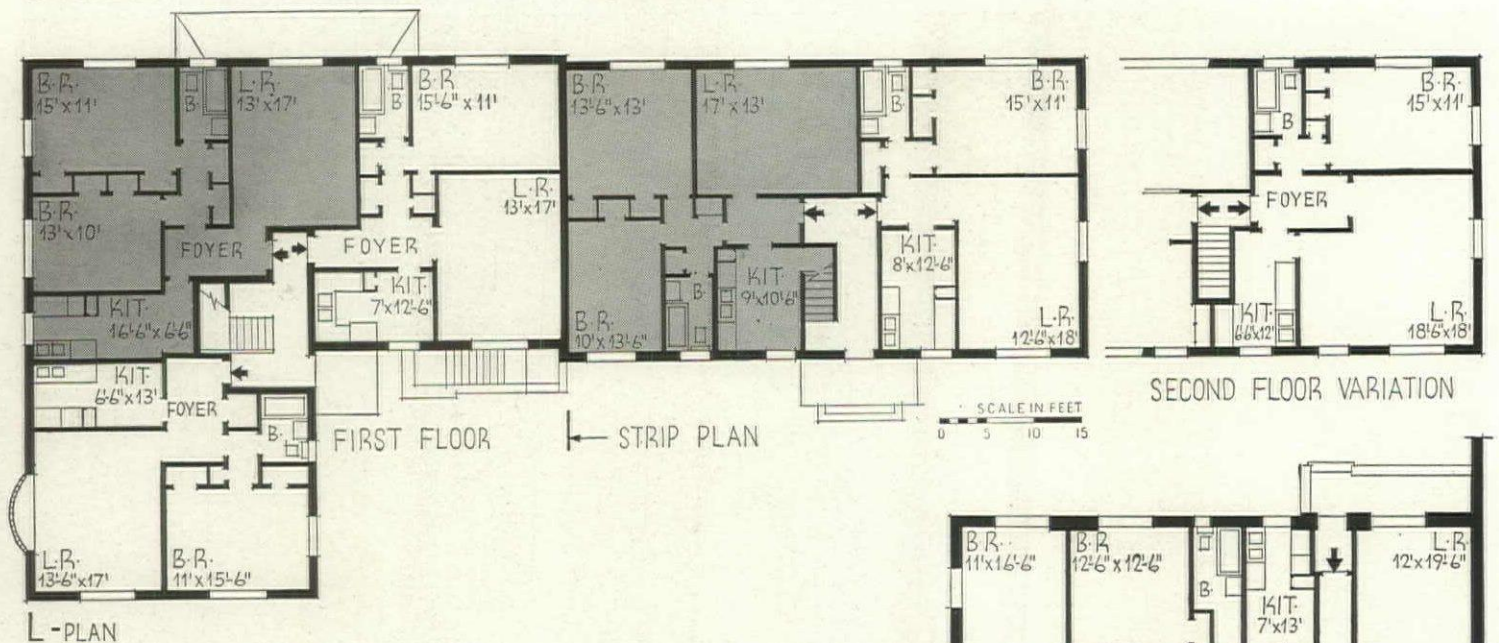 B·R·
15'x11'
B·
L·R·
13'x17'
B·
B·R
15'-6"x11'
B·R
13'-6"x13'
L·R·
17'x13'
B·
B·R·
15'x11'
B·
B·R·
15'x11'
B·R·
13'x10'
FOYER
FOYER
L·R·
13'x17'
FOYER
KIT·
16'-6"x6'-6"
KIT·
7'x12'-6"
B·R·
10'x13'-6"
B·
KIT·
9'x10'6"
KIT·
8'x12'-6"
L·R·
12'-6"x18'
KIT·
6'6"x12'
L·R·
18'-6"x18'
KIT·
6'-6"x13'
FOYER
B·
L·R·
13'-6"x17'
B·R·
11'x15'-6"
FIRST FLOOR
STRIP PLAN
SCALE IN FEET
0 5 10 15
SECOND FLOOR VARIATION
L-PLAN
B·R·
11'x16'-6"
B·R
12'-6"x12'-6"
B·
KIT·
7'x13'
L·R·
12'x19'-6"